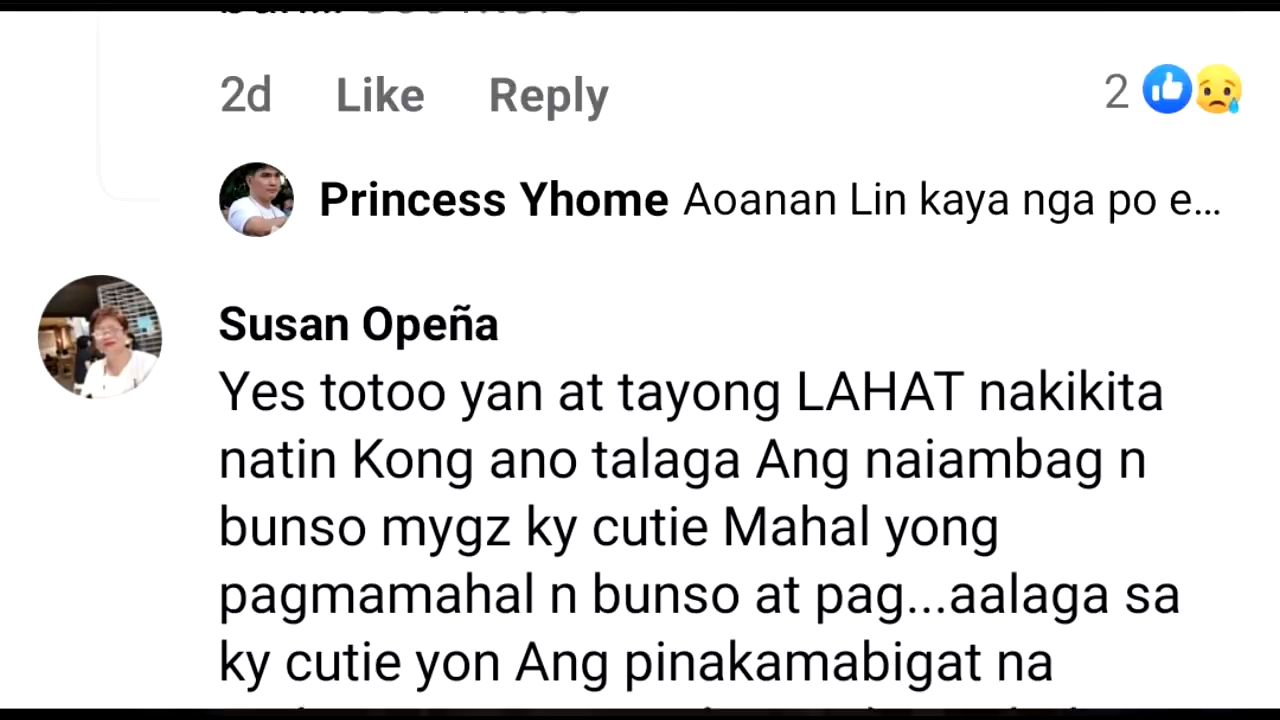 2d Like Reply 2
Princess Yhome Aoanan Lin kaya nga po e...
Susan Opeña
Yes totoo yan at tayong LAHAT nakikita
natin Kong ano talaga Ang naiambag n
bunso mygz ky cutie Mahal yong
pagmamahal n bunso at pag...aalaga sa
ky cutie yon Ang pinakamabigat na